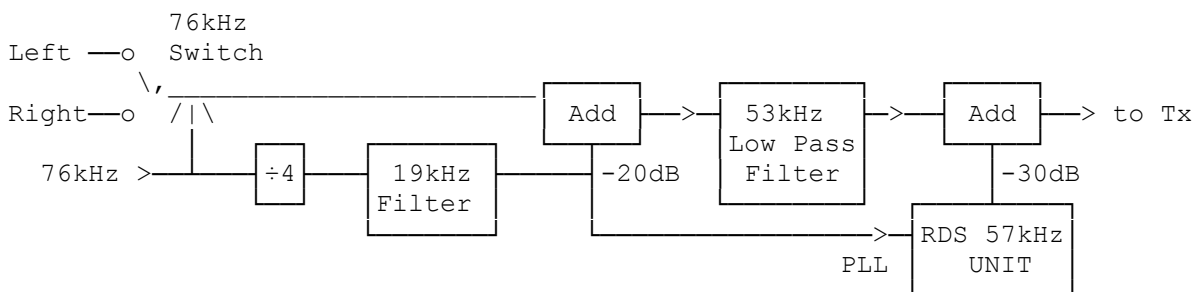 76kHz
Left Switch
Right
Add 53kHz Add to Tx
Low Pass
76kHz ÷4 19kHz -20dB Filter -30dB
Filter
RDS 57kHz
PLL UNIT